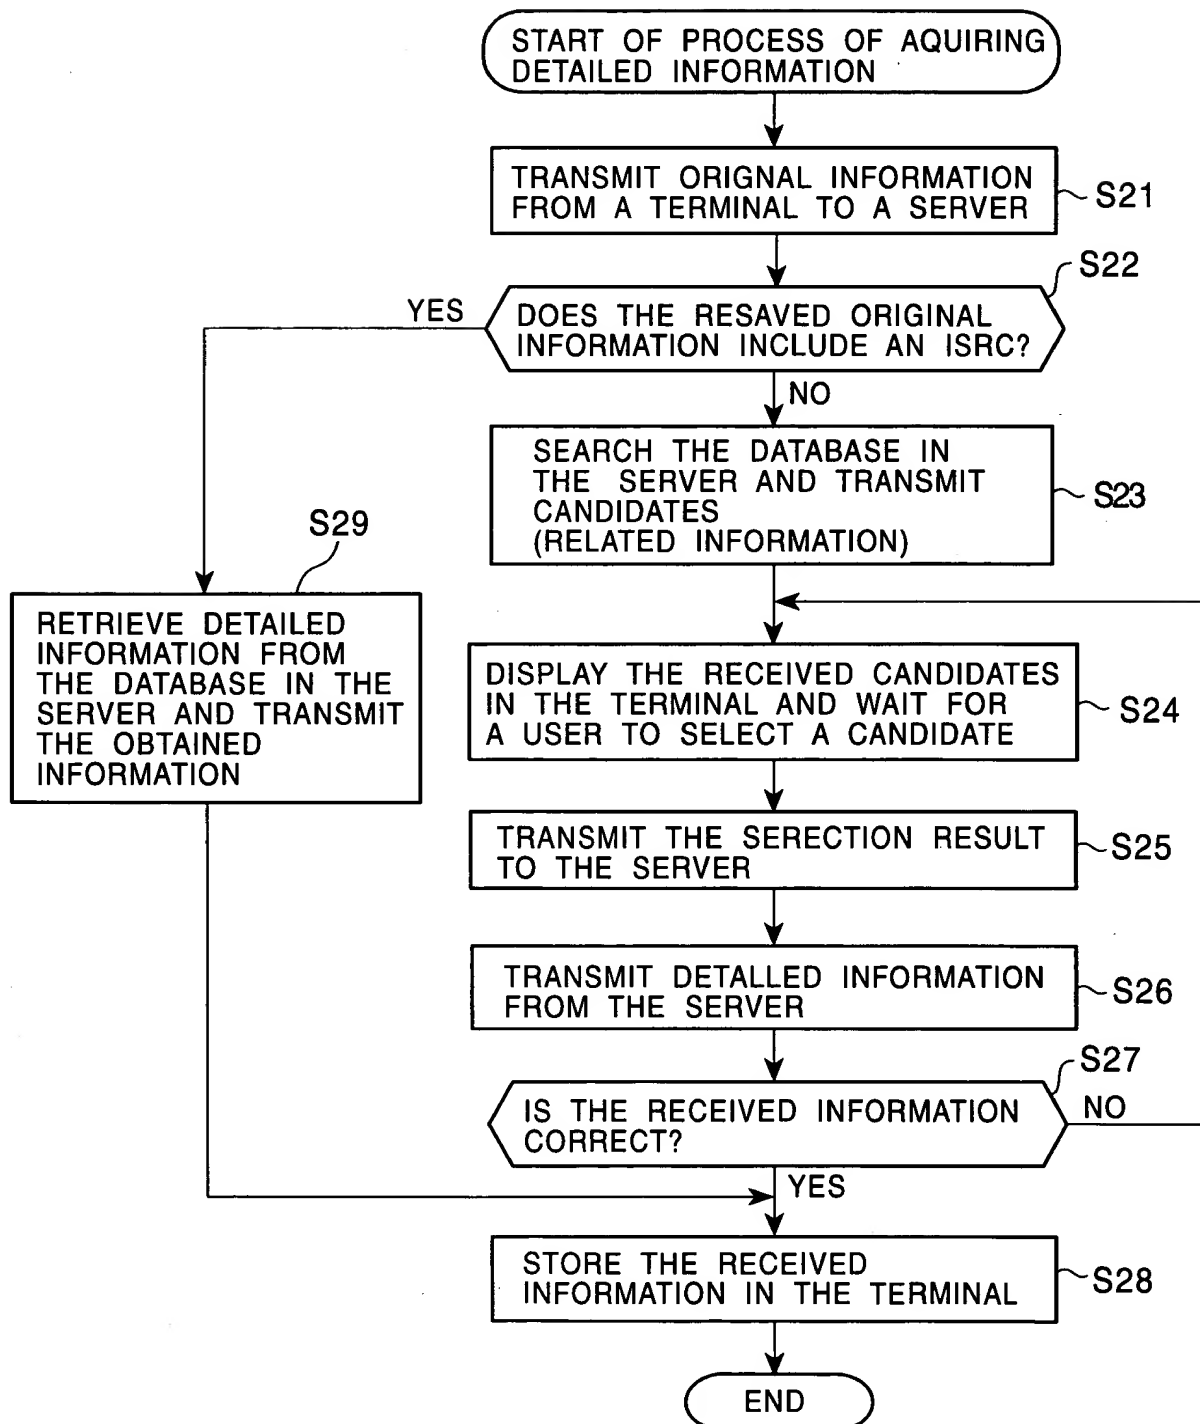 START OF PROCESS OF AQUIRING
DETAILED INFORMATION
TRANSMIT ORIGNAL INFORMATION
FROM A TERMINAL TO A SERVER
S21
S22
YES
DOES THE RESAVED ORIGINAL
INFORMATION INCLUDE AN ISRC?
NO
SEARCH THE DATABASE IN
THE SERVER AND TRANSMIT
CANDIDATES
(RELATED INFORMATION)
S23
S29
RETRIEVE DETAILED
INFORMATION FROM
THE DATABASE IN THE
SERVER AND TRANSMIT
THE OBTAINED
INFORMATION
DISPLAY THE RECEIVED CANDIDATES
IN THE TERMINAL AND WAIT FOR
A USER TO SELECT A CANDIDATE
S24
TRANSMIT THE SERECTION RESULT
TO THE SERVER
S25
TRANSMIT DETALLED INFORMATION
FROM THE SERVER
S26
S27
IS THE RECEIVED INFORMATION
CORRECT?
NO
YES
STORE THE RECEIVED
INFORMATION IN THE TERMINAL
S28
END